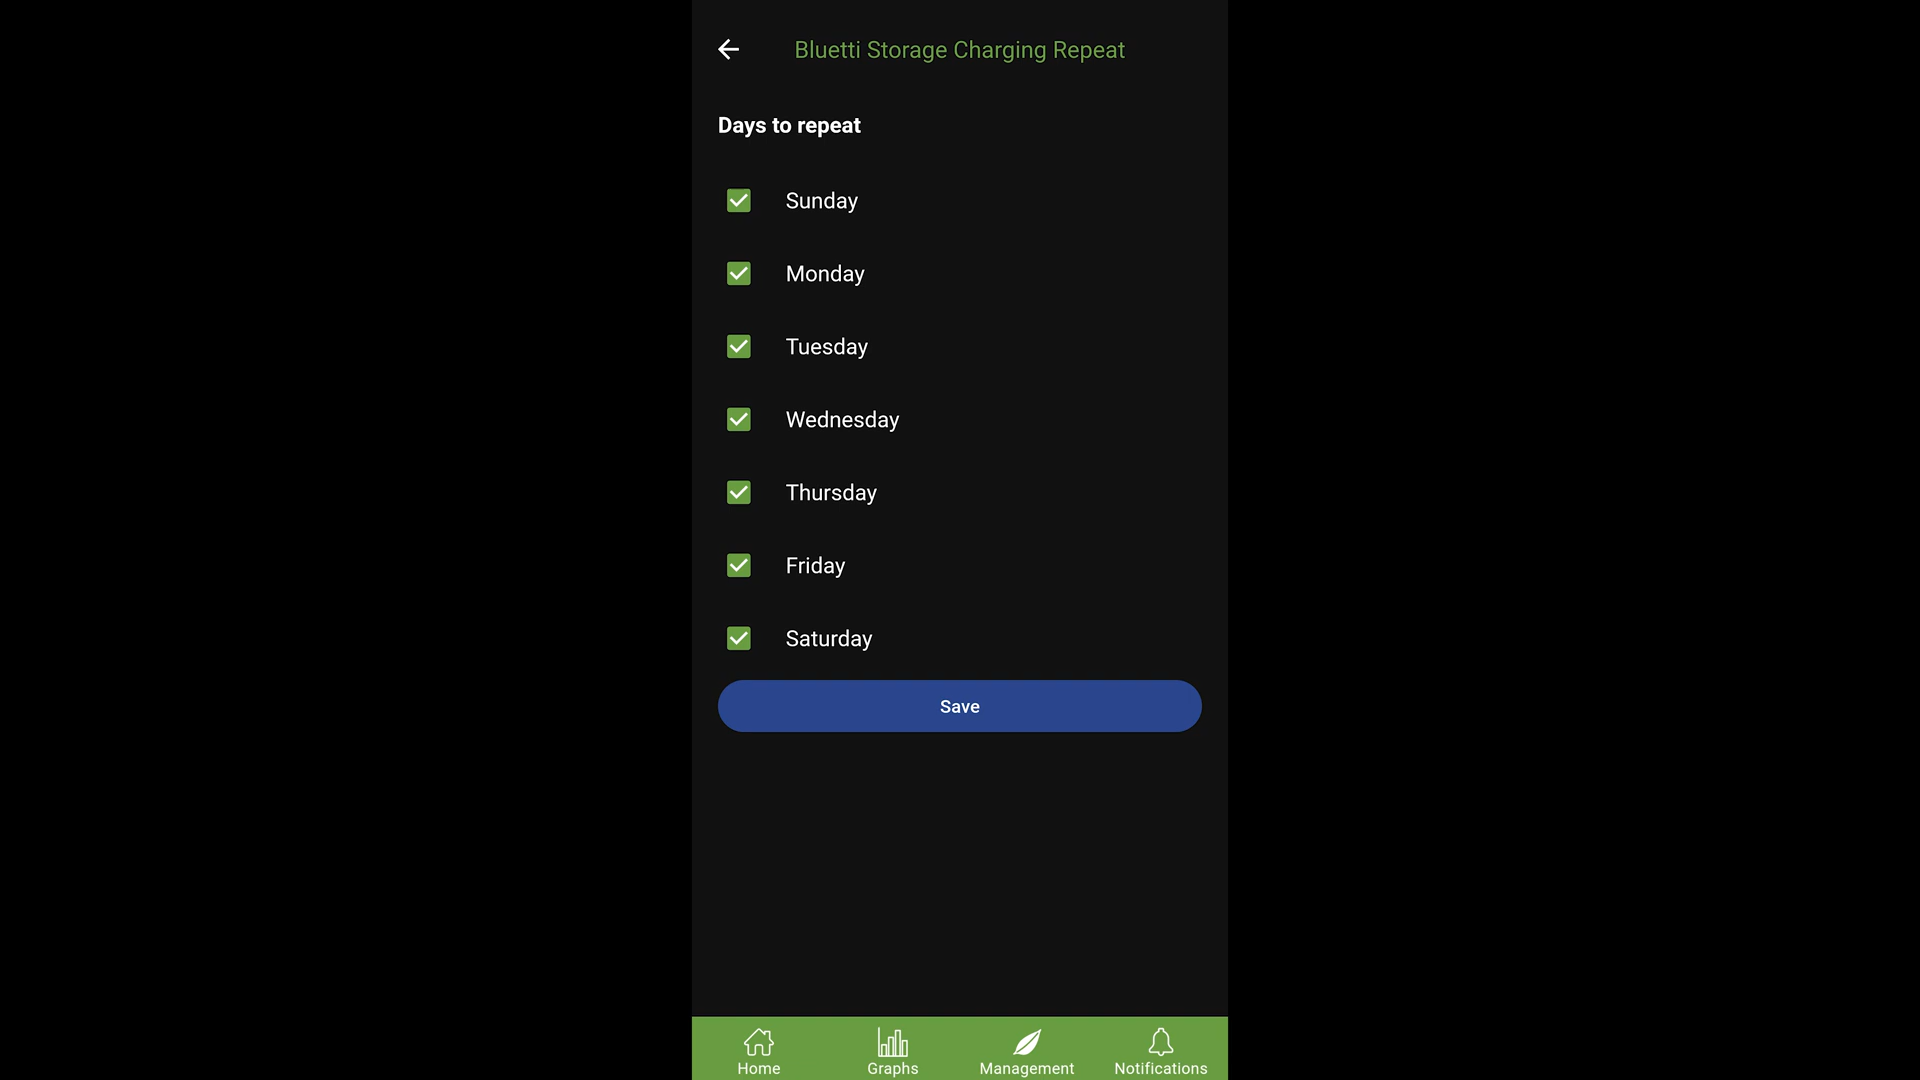 Bluetti Storage Charging Repeat
Days to repeat
Sunday
Monday
Tuesday
Wednesday
Thursday
Friday
Saturday
Save
Home Graphs Management Notifications